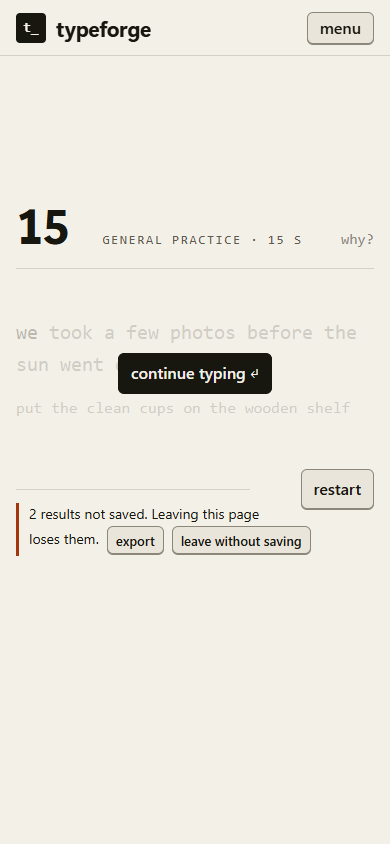 t_ typeforge menu
15 GENERAL PRACTICE · 15 S why?
we took a few photos before the
sun went
continue typing ⏎
put the clean cups on the wooden shelf
restart
2 results not saved. Leaving this page
loses them. export leave without saving